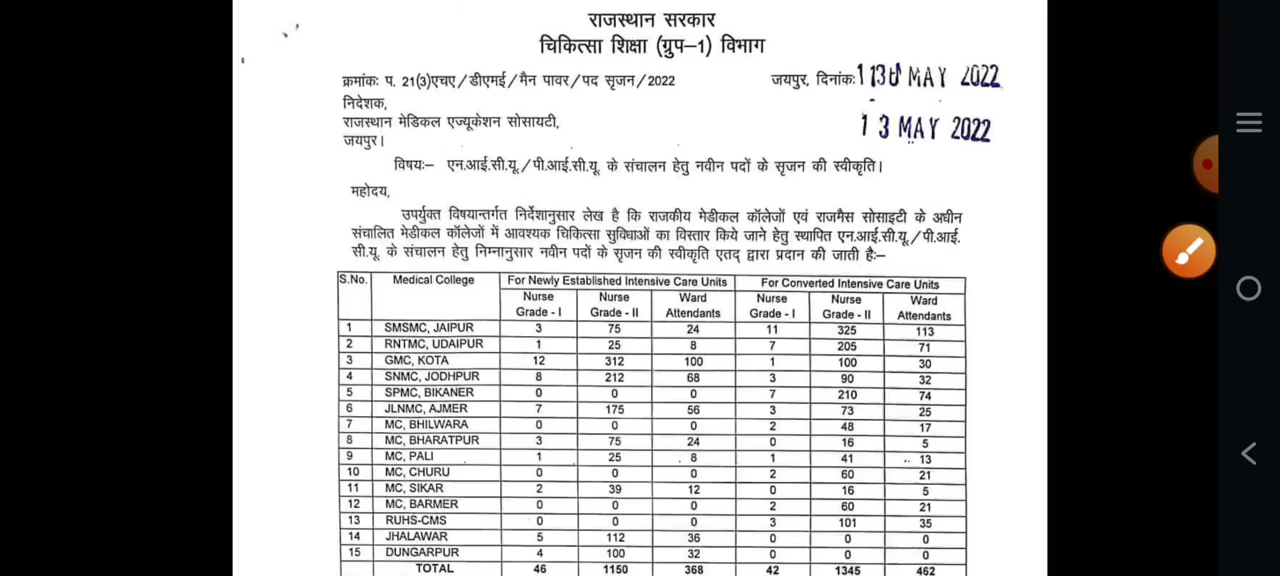 राजस्थान सरकार
चिकित्सा शिक्षा (ग्रुप–1) विभाग
क्रमांकः प. 21(3)एचए/डीएमई/मैन पावर/पद सृजन/2022 जयपुर, दिनांकः MAY 2022
निदेशक,
राजस्थान मेडिकल एज्यूकेशन सोसायटी, 13 MAY 2022
जयपुर।
विषयः– एन.आई.सी.यू./पी.आई.सी.यू. के संचालन हेतु नवीन पदों के सृजन की स्वीकृति।
महोदय,
उपर्युक्त विषयान्तर्गत निर्देशानुसार लेख है कि राजकीय मेडीकल कॉलेजों एवं राजमैस सोसाइटी के अधीन
संचालित मेडीकल कॉलेजों में आवश्यक चिकित्सा सुविधाओं का विस्तार किये जाने हेतु स्थापित एन.आई.सी.यू./पी.आई.
सी.यू. के संचालन हेतु निम्नानुसार नवीन पदों के सृजन की स्वीकृति एतद् द्वारा प्रदान की जाती हैः–
S.No. Medical College For Newly Established Intensive Care Units For Converted Intensive Care Units
Nurse Nurse Ward Nurse Nurse Ward
Grade - I Grade - II Attendants Grade - I Grade - II Attendants
1 SMSMC, JAIPUR 3 75 24 11 325 113
2 RNTMC, UDAIPUR 1 25 8 7 205 71
3 GMC, KOTA 12 312 100 1 100 30
4 SNMC, JODHPUR 8 212 68 3 90 32
5 SPMC, BIKANER 0 0 0 7 210 74
6 JLNMC, AJMER 7 175 56 3 73 25
7 MC, BHILWARA 0 0 0 2 48 17
8 MC, BHARATPUR 3 75 24 0 16 5
9 MC, PALI 1 25 8 1 41 13
10 MC, CHURU 0 0 0 2 60 21
11 MC, SIKAR 2 39 12 0 16 5
12 MC, BARMER 0 0 0 2 60 21
13 RUHS-CMS 0 0 0 3 101 35
14 JHALAWAR 5 112 36 0 0 0
15 DUNGARPUR 4 100 32 0 0 0
TOTAL 46 1150 368 42 1345 462